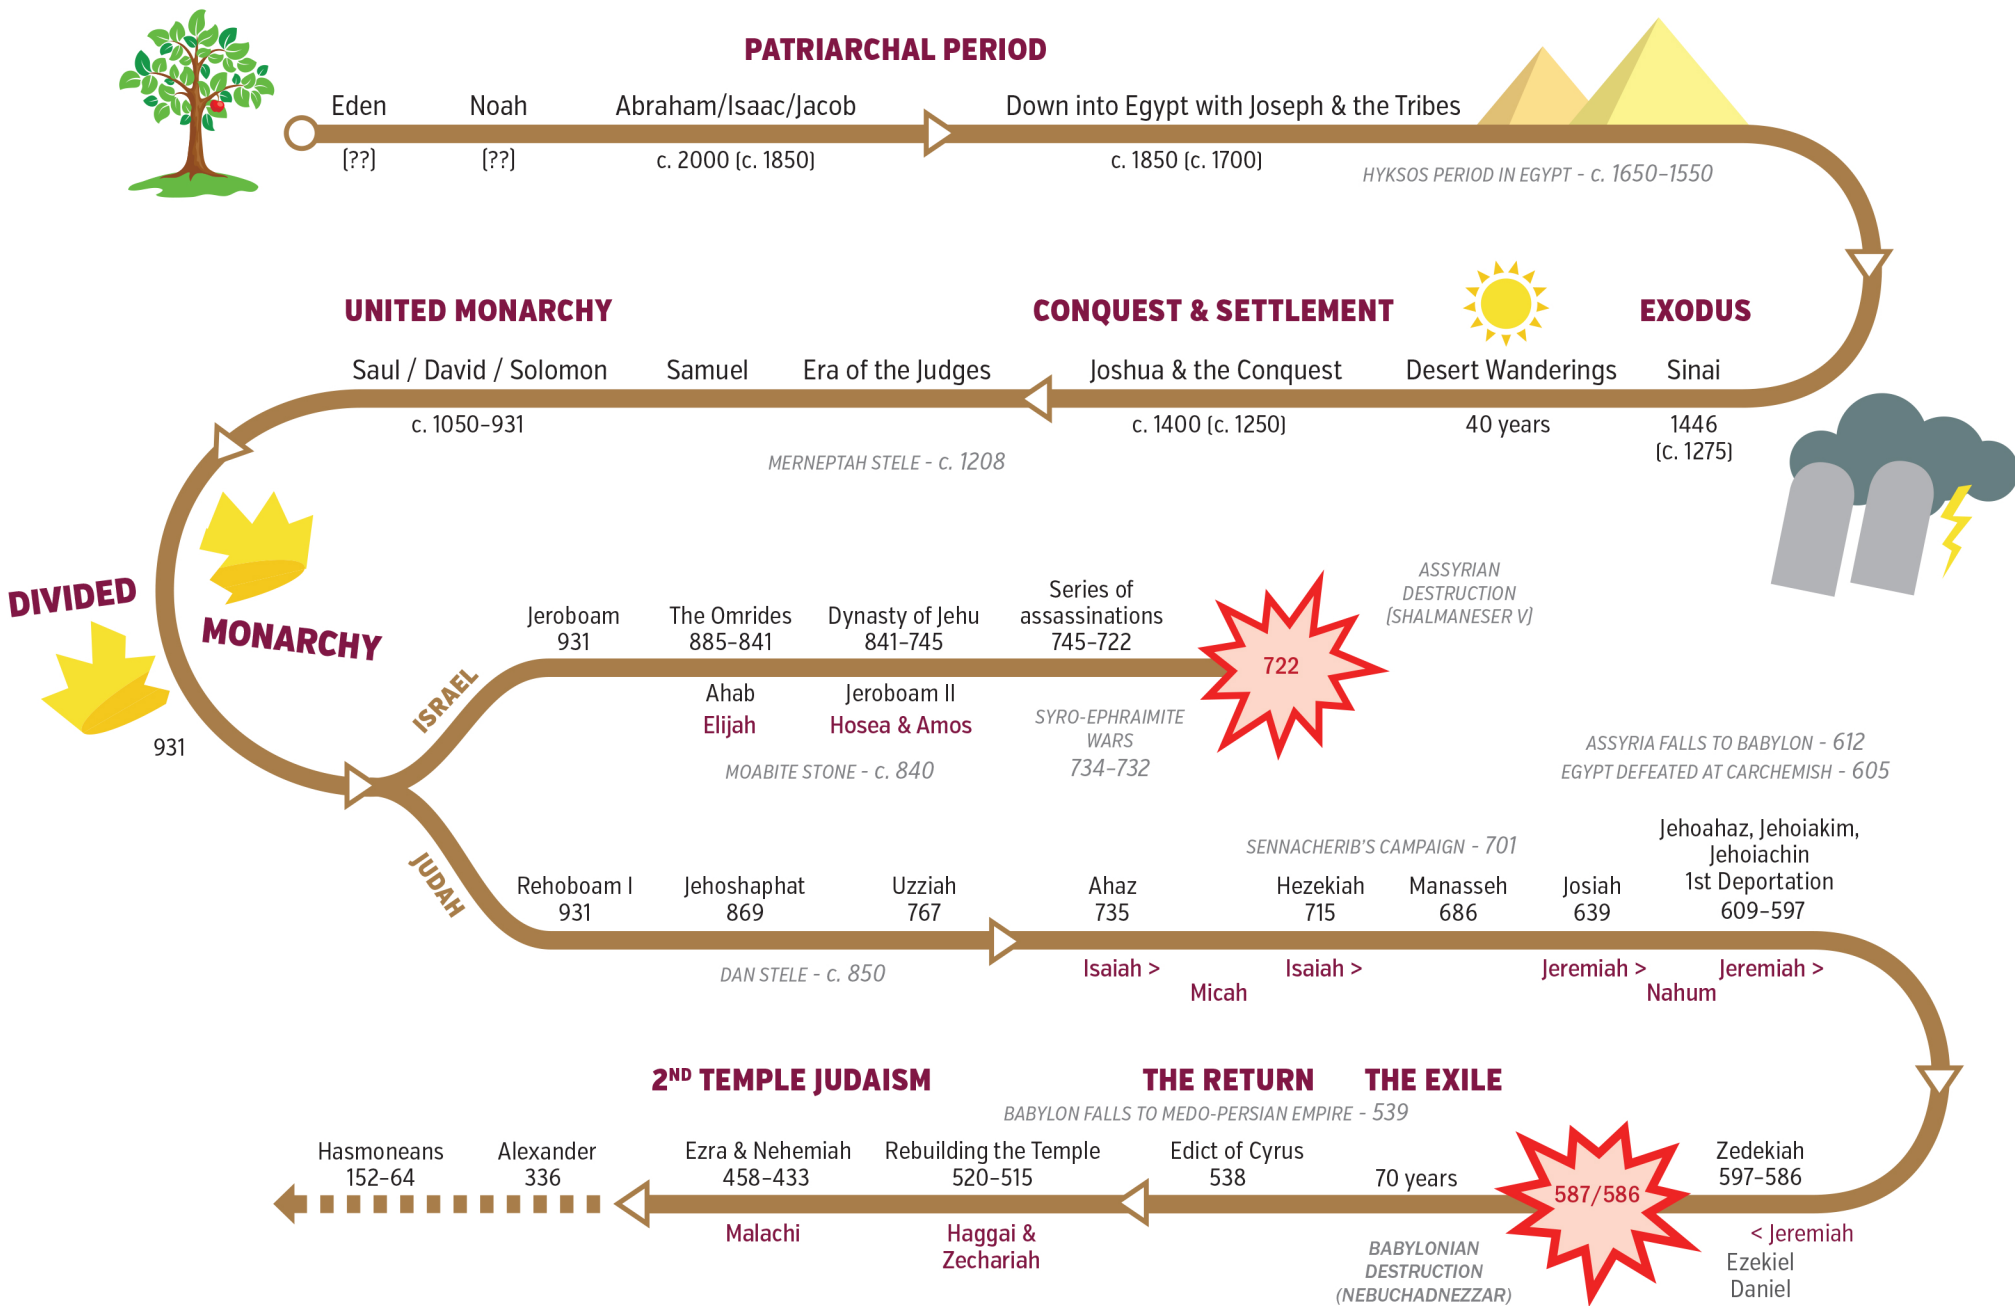 PATRIARCHAL PERIOD
Eden
Noah
Abraham/Isaac/Jacob
Down into Egypt with Joseph & the Tribes
(??)
(??)
c. 2000 (c. 1850)
c. 1850 (c. 1700)
HYKSOS PERIOD IN EGYPT - c. 1650–1550
UNITED MONARCHY
CONQUEST & SETTLEMENT
EXODUS
Saul / David / Solomon
Samuel
Era of the Judges
Joshua & the Conquest
Desert Wanderings
Sinai
c. 1050–931
c. 1400 (c. 1250)
40 years
1446
(c. 1275)
MERNEPTAH STELE - c. 1208
DIVIDED
MONARCHY
931
ISRAEL
Jeroboam
931
The Omrides
885–841
Dynasty of Jehu
841–745
Series of
assassinations
745–722
722
ASSYRIAN
DESTRUCTION
(SHALMANESER V)
Ahab
Elijah
Jeroboam II
Hosea & Amos
SYRO-EPHRAIMITE
WARS
734–732
MOABITE STONE - c. 840
ASSYRIA FALLS TO BABYLON - 612
EGYPT DEFEATED AT CARCHEMISH - 605
JUDAH
SENNACHERIB'S CAMPAIGN - 701
Rehoboam I
931
Jehoshaphat
869
Uzziah
767
Ahaz
735
Hezekiah
715
Manasseh
686
Josiah
639
Jehoahaz, Jehoiakim,
Jehoiachin
1st Deportation
609–597
DAN STELE - c. 850
Isaiah >
Micah
Isaiah >
Jeremiah >
Nahum
Jeremiah >
2ND TEMPLE JUDAISM
THE RETURN
THE EXILE
BABYLON FALLS TO MEDO-PERSIAN EMPIRE - 539
Hasmoneans
152–64
Alexander
336
Ezra & Nehemiah
458–433
Rebuilding the Temple
520–515
Edict of Cyrus
538
70 years
587/586
Zedekiah
597–586
Malachi
Haggai &
Zechariah
BABYLONIAN
DESTRUCTION
(NEBUCHADNEZZAR)
< Jeremiah
Ezekiel
Daniel